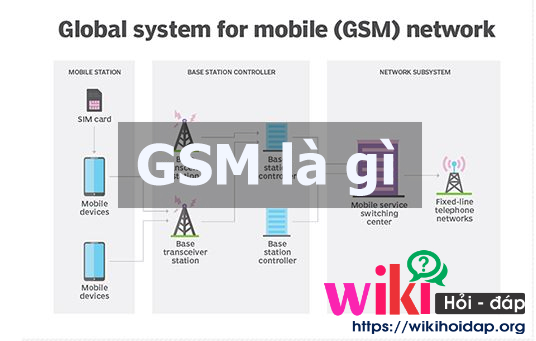 Global system for mobile (GSM) network
MOBILE STATION
BASE STATION CONTROLLER
NETWORK SUBSYSTEM
SIM card
GSM là gì
Mobile
devices
Base
transceiver
station
Base
station
controller
Mobile service
switching
center
Fixed-line
telephone
networks
Mobile
devices
Base
transceiver
station
Base
station
controller
wiki
?
Hỏi - đáp
https://wikihoidap.org